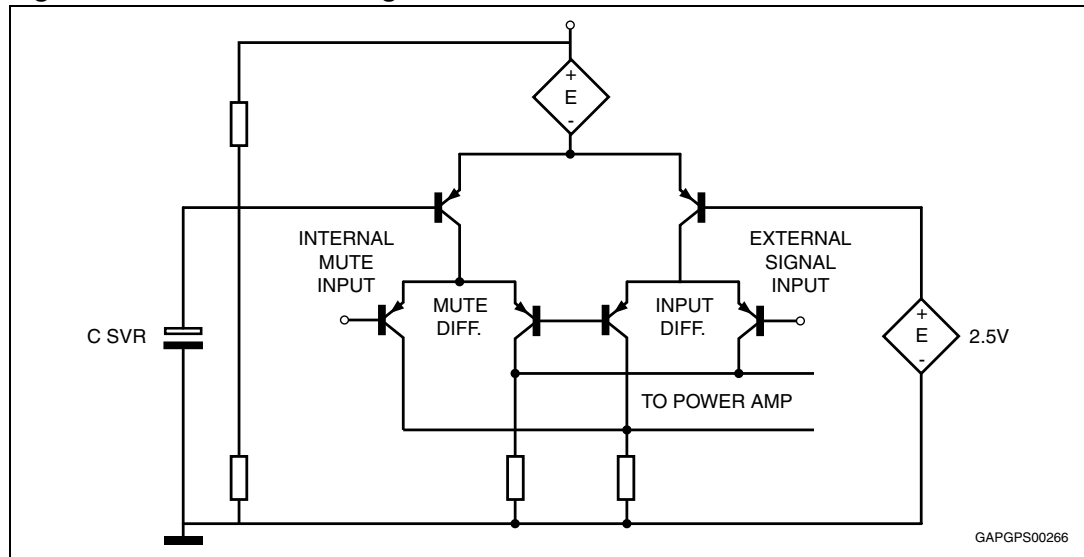 +
E
-
INTERNAL
MUTE
INPUT
EXTERNAL
SIGNAL
INPUT
MUTE
DIFF.
INPUT
DIFF.
C SVR
+
E
-
2.5V
TO POWER AMP
GAPGPS00266